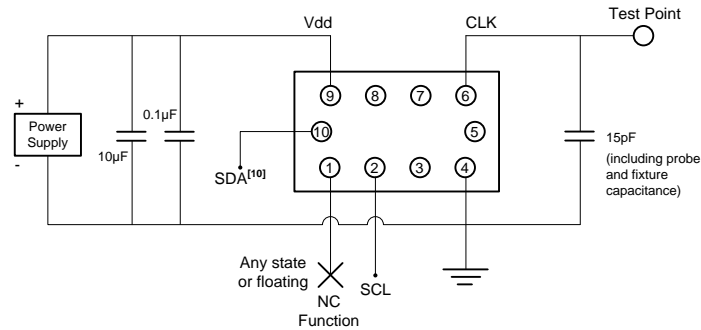 Vdd
CLK
Test Point
9
8
7
6
+
Power
Supply
-
10µF
0.1µF
10
5
15pF
(including probe
and fixture
capacitance)
SDA[10]
1
2
3
4
Any state
or floating
NC
Function
SCL